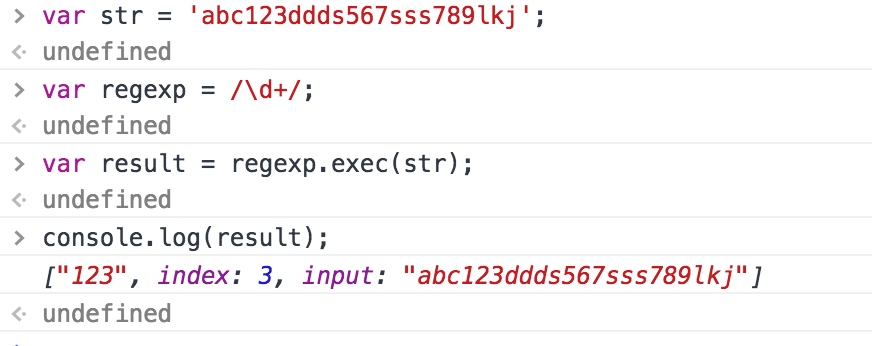 > var str = 'abc123ddds567sss789lkj';
< undefined
> var regexp = /\d+/;
< undefined
> var result = regexp.exec(str);
< undefined
> console.log(result);
["123", index: 3, input: "abc123ddds567sss789lkj"]
< undefined